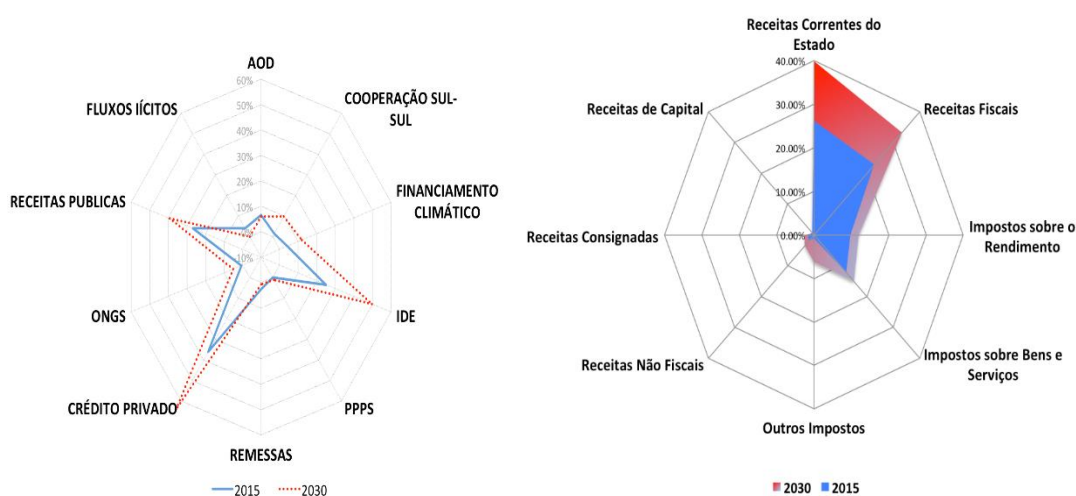 AOD
60%
50%
40%
30%
20%
10%
0%
10%
COOPERAÇÃO SUL-
SUL
FINANCIAMENTO
CLIMÁTICO
IDE
PPPS
REMESSAS
CRÉDITO PRIVADO
ONGS
RECEITAS PUBLICAS
FLUXOS IÍCITOS
2015
2030
Receitas Correntes do
Estado
40.00%
30.00%
20.00%
10.00%
0.00%
Receitas Fiscais
Impostos sobre o
Rendimento
Impostos sobre Bens e
Serviços
Outros Impostos
Receitas Não Fiscais
Receitas Consignadas
Receitas de Capital
2030
2015